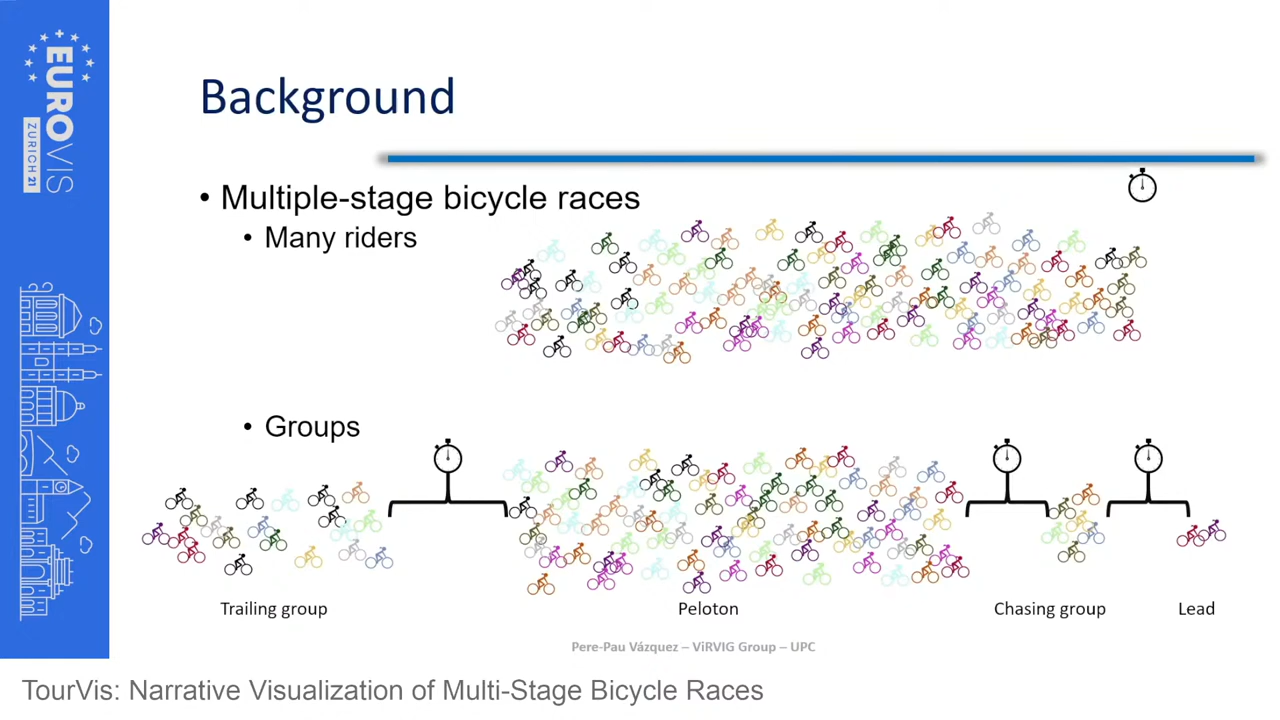 EUROVIS
ZURICH 21
Background
• Multiple-stage bicycle races
• Many riders
• Groups
Trailing group
Peloton
Chasing group
Lead
Pere-Pau Vázquez – ViRVIG Group – UPC
TourVis: Narrative Visualization of Multi-Stage Bicycle Races